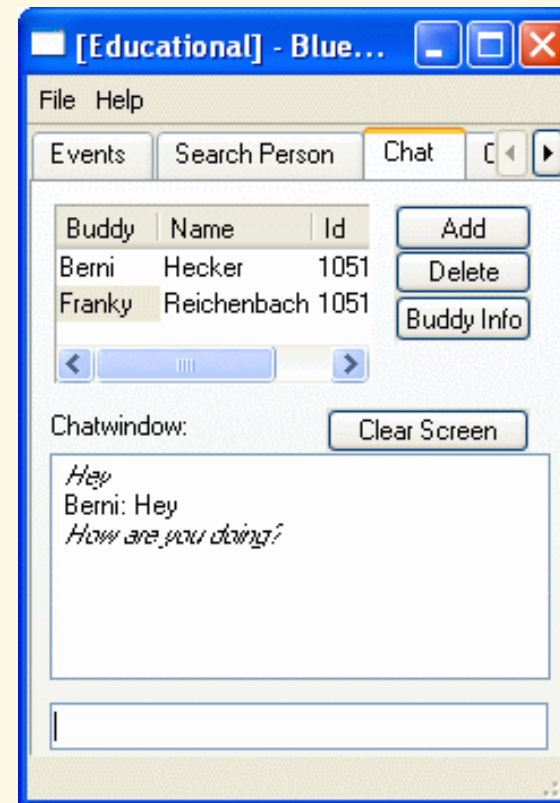 [Educational] - Blue...
File Help
Events Search Person Chat
Buddy Name Id
Berni Hecker 1051
Franky Reichenbach 1051
Add
Delete
Buddy Info
Chatwindow:
Clear Screen
Hey
Berni: Hey
How are you doing?